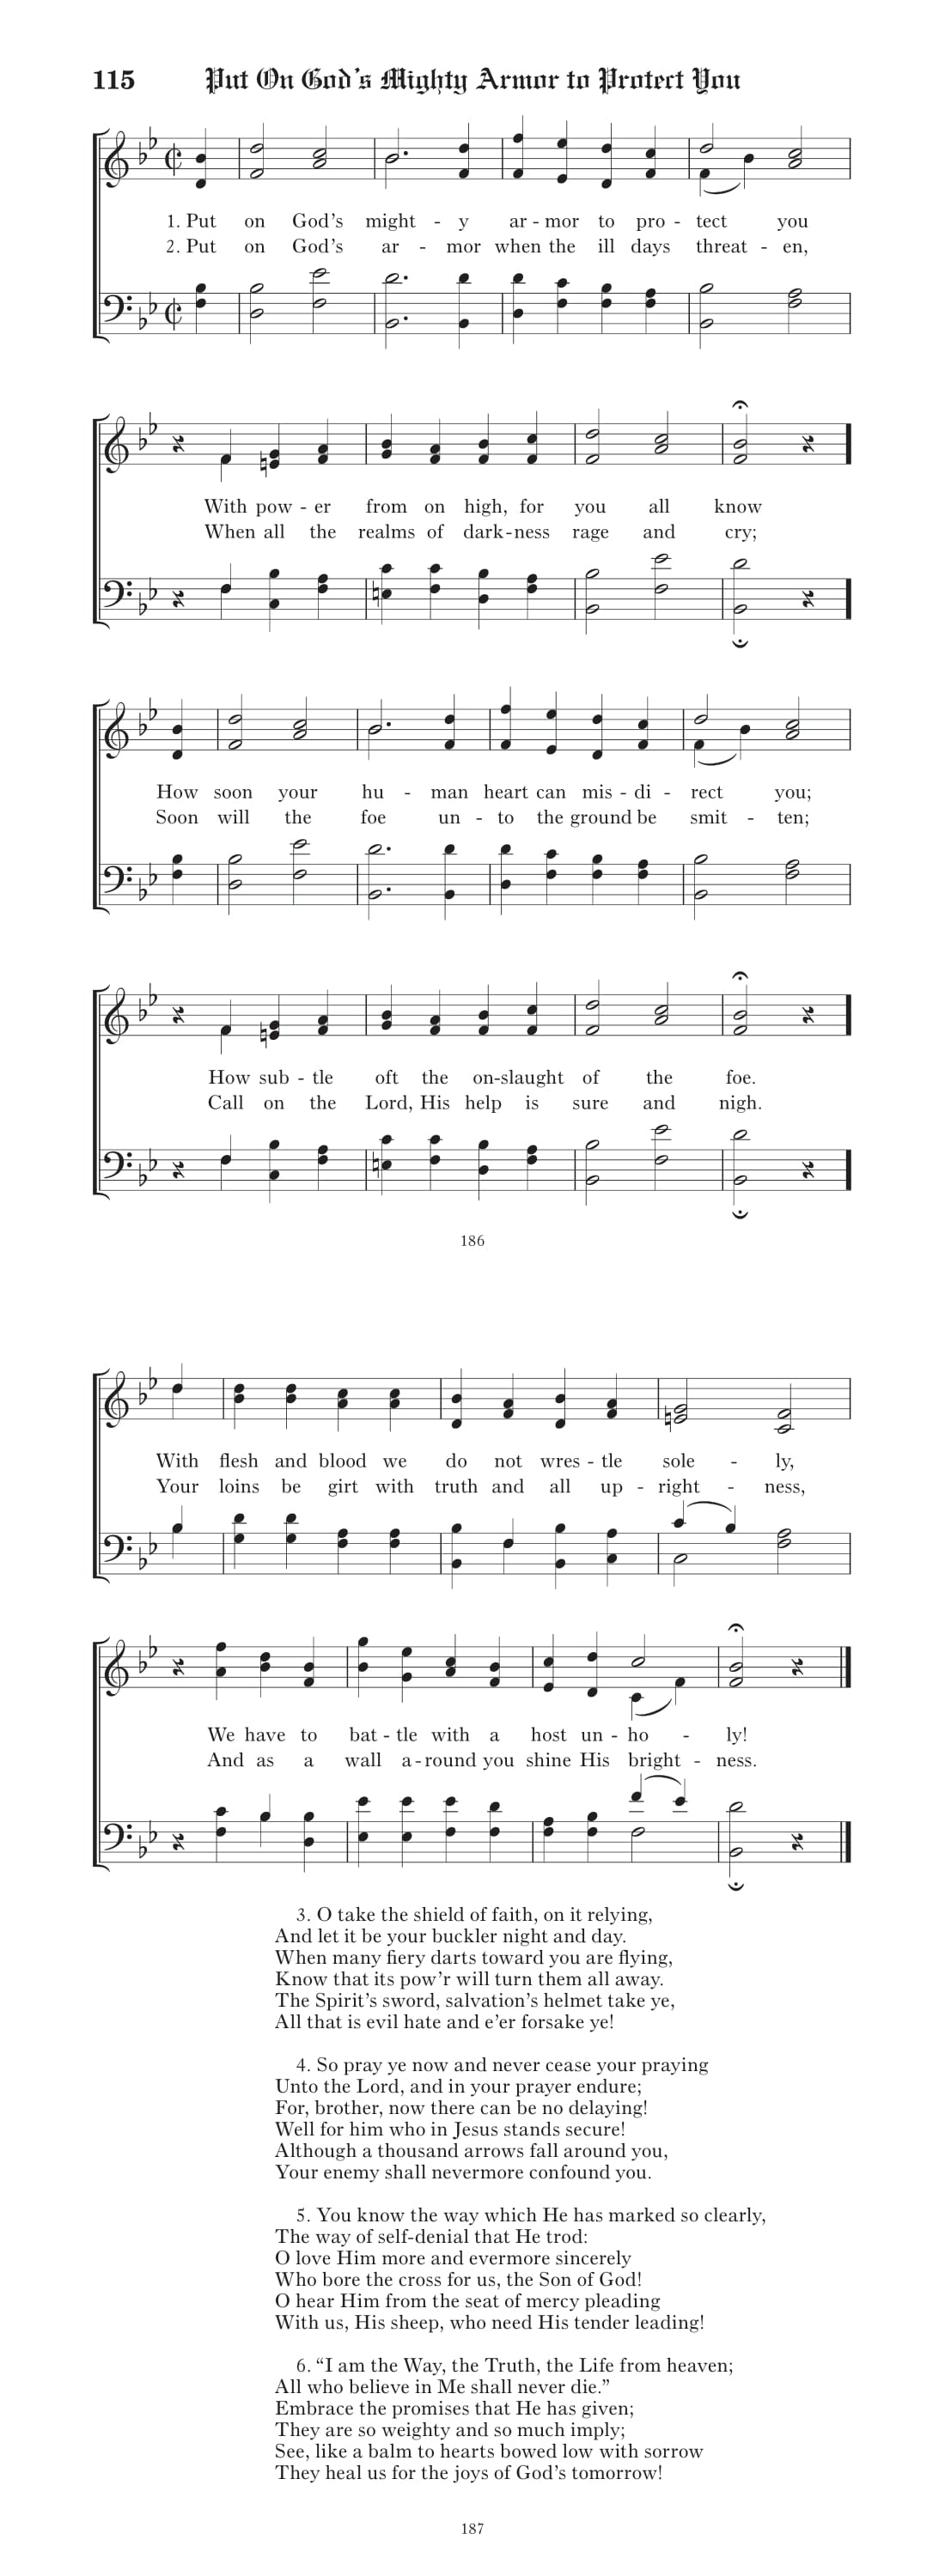 115 Put On God's Mighty Armor to Protect You
1. Put on God's might - y ar - mor to pro - tect you
2. Put on God's ar - mor when the ill days threat - en,
With pow - er from on high, for you all know
When all the realms of dark - ness rage and cry;
How soon your hu - man heart can mis - di - rect you;
Soon will the foe un - to the ground be smit - ten;
How sub - tle oft the on - slaught of the foe.
Call on the Lord, His help is sure and nigh.
186
With flesh and blood we do not wres - tle sole - ly,
Your loins be girt with truth and all up - right - ness,
We have to bat - tle with a host un - ho - ly!
And as a wall a - round you shine His bright - ness.
3. O take the shield of faith, on it relying,
And let it be your buckler night and day.
When many fiery darts toward you are flying,
Know that its pow'r will turn them all away.
The Spirit's sword, salvation's helmet take ye,
All that is evil hate and e'er forsake ye!
4. So pray ye now and never cease your praying
Unto the Lord, and in your prayer endure;
For, brother, now there can be no delaying!
Well for him who in Jesus stands secure!
Although a thousand arrows fall around you,
Your enemy shall nevermore confound you.
5. You know the way which He has marked so clearly,
The way of self-denial that He trod:
O love Him more and evermore sincerely
Who bore the cross for us, the Son of God!
O hear Him from the seat of mercy pleading
With us, His sheep, who need His tender leading!
6. “I am the Way, the Truth, the Life from heaven;
All who believe in Me shall never die.”
Embrace the promises that He has given;
They are so weighty and so much imply;
See, like a balm to hearts bowed low with sorrow
They heal us for the joys of God's tomorrow!
187